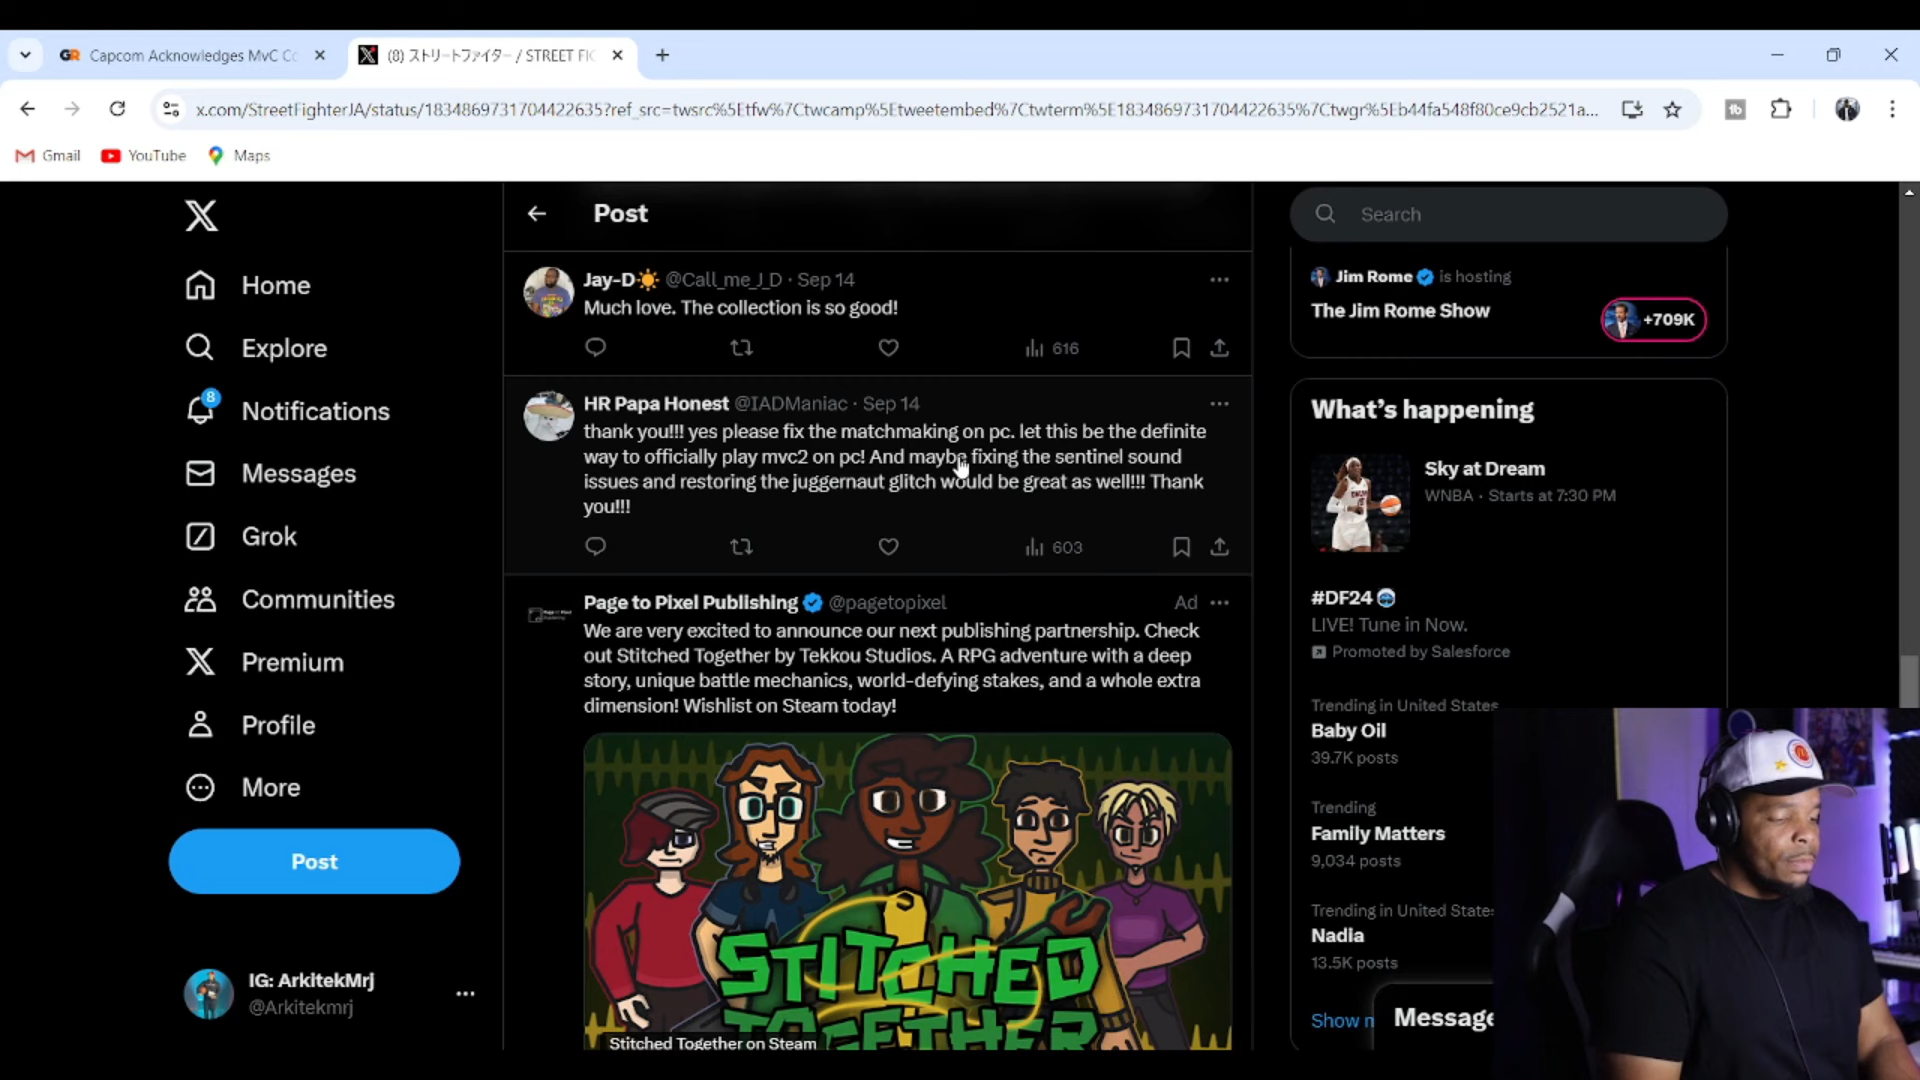 Capcom Acknowledges MvC Co
(8) ストリートファイター / STREET FIG
x.com/StreetFighterJA/status/1834869731704422635?ref_src=twsrc%5Etfw%7Ctwcamp%5Etweetembed%7Ctwterm%5E1834869731704422635%7Ctwgr%5Eb44fa548f80ce9cb2521a...
Gmail
YouTube
Maps
Post
Search
Home
Explore
8
Notifications
Messages
Grok
Communities
Premium
Profile
More
Post
IG: ArkitekMrj
@Arkitekmrj
Jay-D @Call_me_J_D · Sep 14
Much love. The collection is so good!
616
HR Papa Honest @IADManiac · Sep 14
thank you!!! yes please fix the matchmaking on pc. let this be the definite
way to officially play mvc2 on pc! And maybe fixing the sentinel sound
issues and restoring the juggernaut glitch would be great as well!!! Thank
you!!!
603
Page to Pixel Publishing @pagetopixel Ad
We are very excited to announce our next publishing partnership. Check
out Stitched Together by Tekkou Studios. A RPG adventure with a deep
story, unique battle mechanics, world-defying stakes, and a whole extra
dimension! Wishlist on Steam today!
STITCHED
TOGETHER
Stitched Together on Steam
Jim Rome is hosting
The Jim Rome Show
+709K
What's happening
Sky at Dream
WNBA · Starts at 7:30 PM
#DF24
LIVE! Tune in Now.
Promoted by Salesforce
Trending in United States
Baby Oil
39.7K posts
Trending
Family Matters
9,034 posts
Trending in United State
Nadia
13.5K posts
Show m
Message